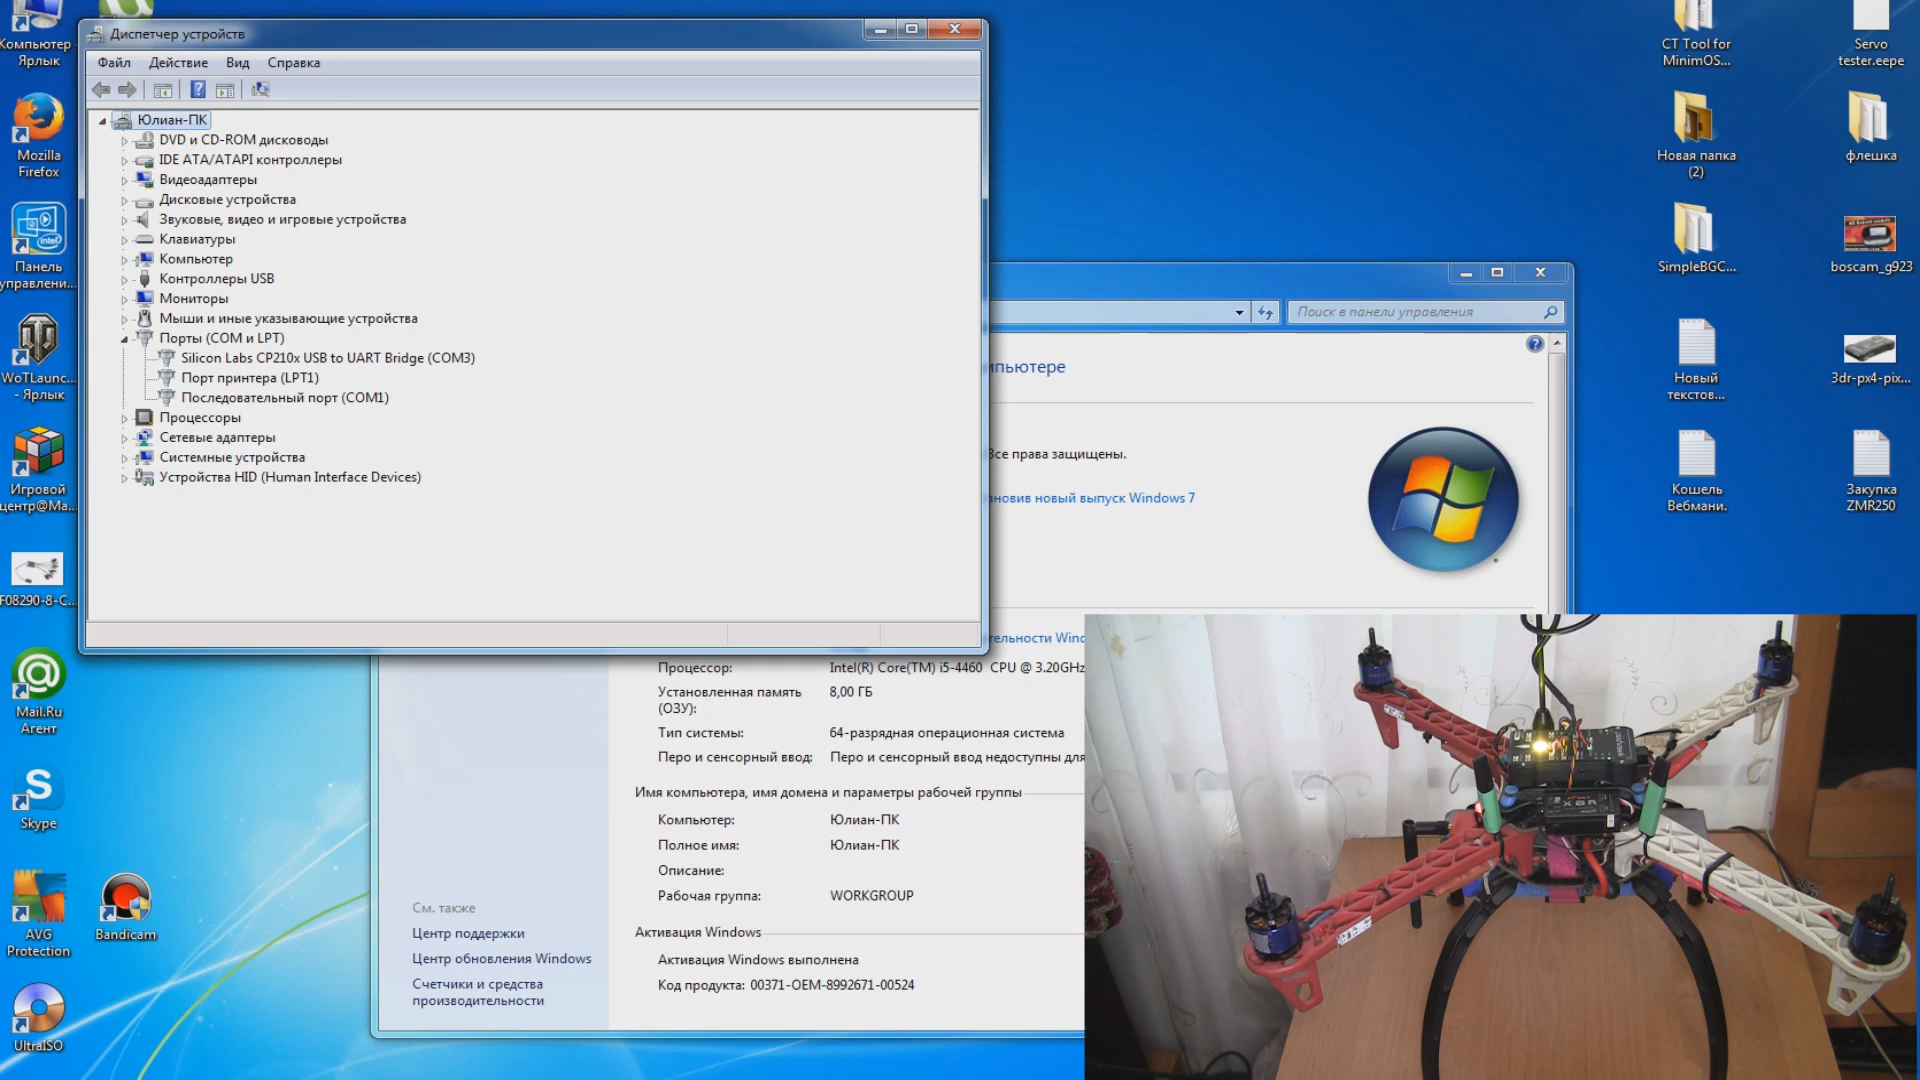 Диспетчер устройств
Файл Действие Вид Справка
Юлиан-ПК
DVD и CD-ROM дисководы
IDE ATA/ATAPI контроллеры
Видеоадаптеры
Дисковые устройства
Звуковые, видео и игровые устройства
Клавиатуры
Компьютер
Контроллеры USB
Мониторы
Мыши и иные указывающие устройства
Порты (COM и LPT)
Silicon Labs CP210x USB to UART Bridge (COM3)
Порт принтера (LPT1)
Последовательный порт (COM1)
Процессоры
Сетевые адаптеры
Системные устройства
Устройства HID (Human Interface Devices)
Компьютер -
Ярлык
Mozilla
Firefox
Панель
управлени...
WoTLaunc...
- Ярлык
Игровой
центр@Ma...
F08290-8-C...
Mail.Ru
Агент
Skype
AVG
Protection
Bandicam
UltraISO
Поиск в панели управления
мпьютере
Все права защищены.
ановив новый выпуск Windows 7
тельности Wind
Процессор: Intel(R) Core(TM) i5-4460 CPU @ 3.20GHz
Установленная память 8,00 ГБ
(ОЗУ):
Тип системы: 64-разрядная операционная система
Перо и сенсорный ввод: Перо и сенсорный ввод недоступны для
Имя компьютера, имя домена и параметры рабочей группы
Компьютер: Юлиан-ПК
Полное имя: Юлиан-ПК
Описание:
Рабочая группа: WORKGROUP
Активация Windows
Активация Windows выполнена
Код продукта: 00371-OEM-8992671-00524
См. также
Центр поддержки
Центр обновления Windows
Счетчики и средства
производительности
CT Tool for
MinimOS...
Servo
tester.eepe
Новая папка
(2)
флешка
SimpleBGC...
boscam_g923
Новый
текстов...
3dr-px4-pix...
Кошель
Вебмани.
Закупка
ZMR250
X8R